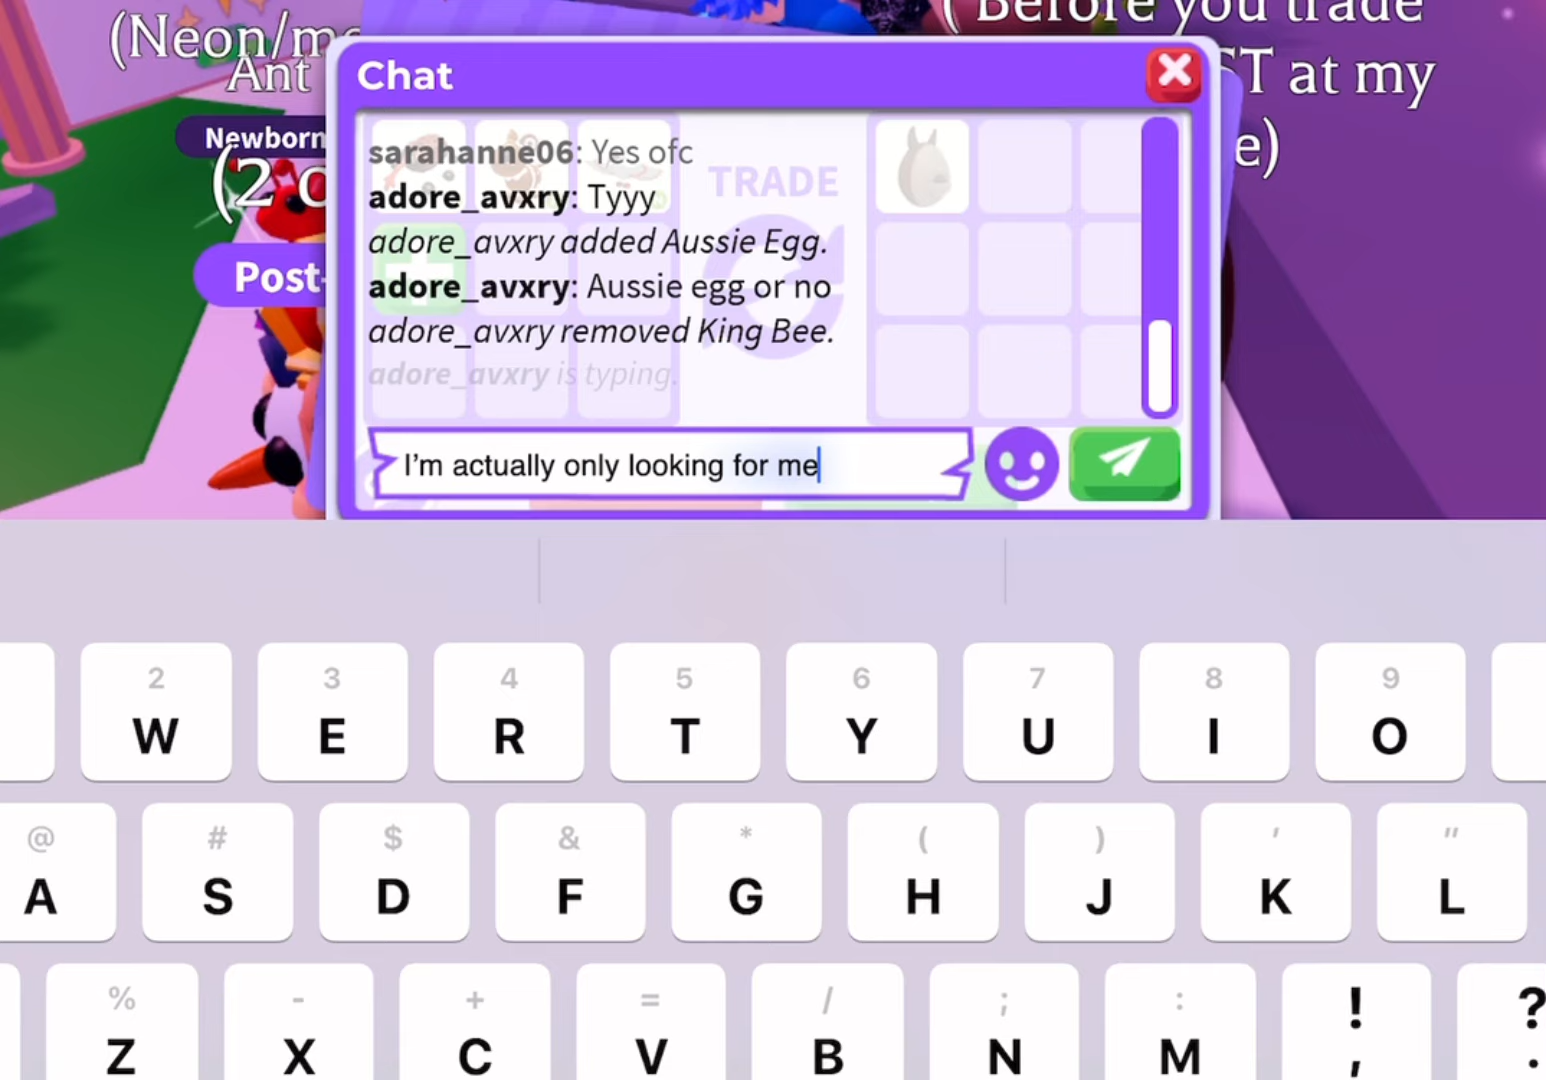 (Neon/me
Ant
Newborn
(2 o
Post-
Before you trade
ST at my
e)
Chat
sarahanne06: Yes ofc
TRADE
adore_avxry: Tyyy
adore_avxry added Aussie Egg.
adore_avxry: Aussie egg or no
adore_avxry removed King Bee.
adore_avxry is typing.
I'm actually only looking for me
2 3 4 5 6 7 8 9
W E R T Y U I O
@ # $ & * ( ) ' "
A S D F G H J K L
% - + = / ; : ! ?
Z X C V B N M , .